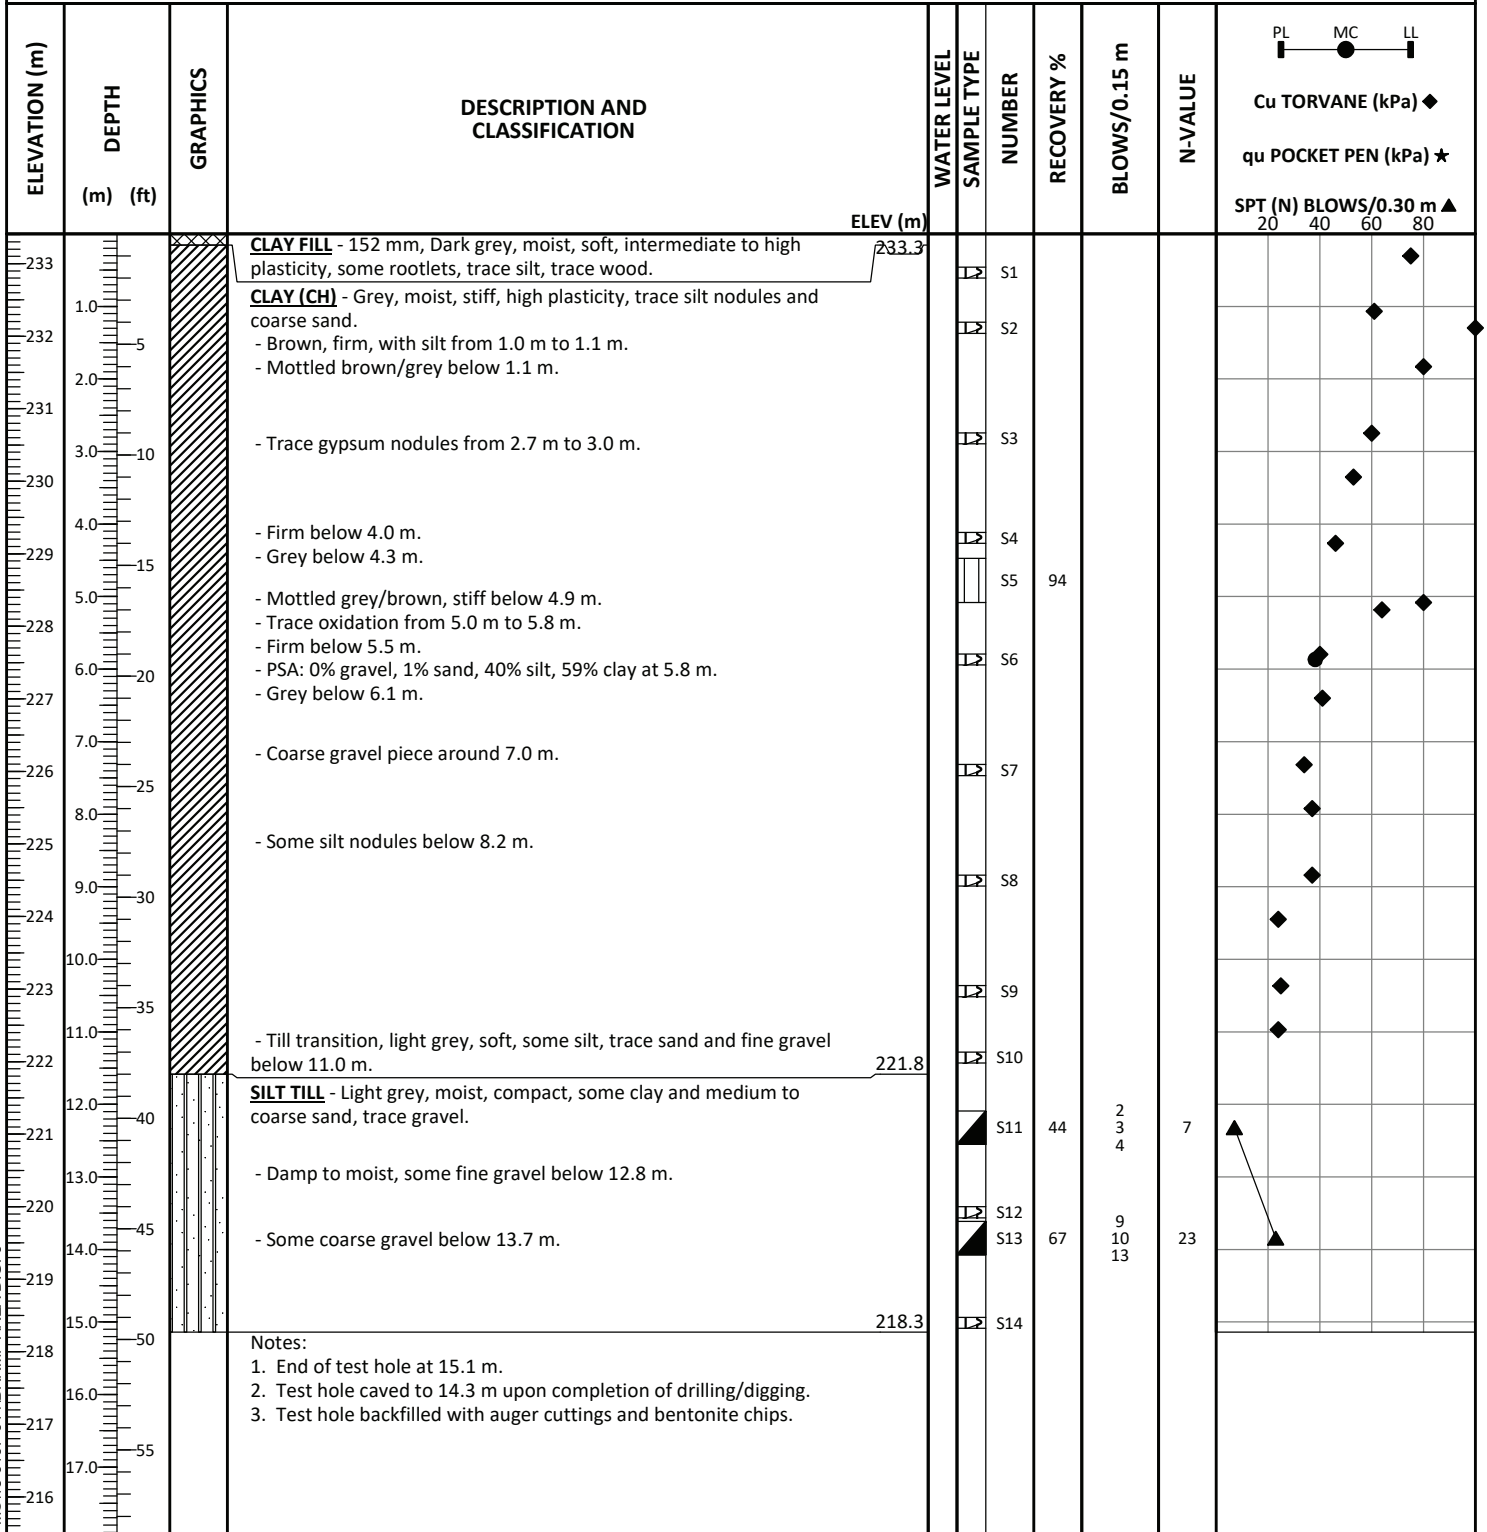 ELEVATION (m)
DEPTH
(m) (ft)
GRAPHICS
DESCRIPTION AND
CLASSIFICATION
ELEV (m)
WATER LEVEL
SAMPLE TYPE
NUMBER
RECOVERY %
BLOWS/0.15 m
N-VALUE
PL MC LL
Cu TORVANE (kPa) ◆
qu POCKET PEN (kPa) ★
SPT (N) BLOWS/0.30 m ▲
20 40 60 80
CLAY FILL - 152 mm, Dark grey, moist, soft, intermediate to high 233.3
plasticity, some rootlets, trace silt, trace wood.
233
S1
CLAY (CH) - Grey, moist, stiff, high plasticity, trace silt nodules and
1.0
coarse sand.
232
S2
- Brown, firm, with silt from 1.0 m to 1.1 m.
5
- Mottled brown/grey below 1.1 m.
2.0
231
- Trace gypsum nodules from 2.7 m to 3.0 m.
S3
3.0
10
230
4.0
- Firm below 4.0 m.
S4
229
- Grey below 4.3 m.
15
S5 94
5.0
- Mottled grey/brown, stiff below 4.9 m.
- Trace oxidation from 5.0 m to 5.8 m.
228
- Firm below 5.5 m.
S6
6.0
- PSA: 0% gravel, 1% sand, 40% silt, 59% clay at 5.8 m.
20
- Grey below 6.1 m.
227
7.0
- Coarse gravel piece around 7.0 m.
226
S7
25
8.0
225
- Some silt nodules below 8.2 m.
S8
9.0
30
224
10.0
223
S9
35
11.0
- Till transition, light grey, soft, some silt, trace sand and fine gravel
222
S10
below 11.0 m. 221.8
SILT TILL - Light grey, moist, compact, some clay and medium to
12.0
coarse sand, trace gravel.
40
221
S11 44
2
3
4
7
- Damp to moist, some fine gravel below 12.8 m.
13.0
220
S12
45
- Some coarse gravel below 13.7 m.
S13 67
9
10
13
23
14.0
219
15.0
218.3
S14
50
218
Notes:
1. End of test hole at 15.1 m.
2. Test hole caved to 14.3 m upon completion of drilling/digging.
16.0
3. Test hole backfilled with auger cuttings and bentonite chips.
217
55
17.0
216